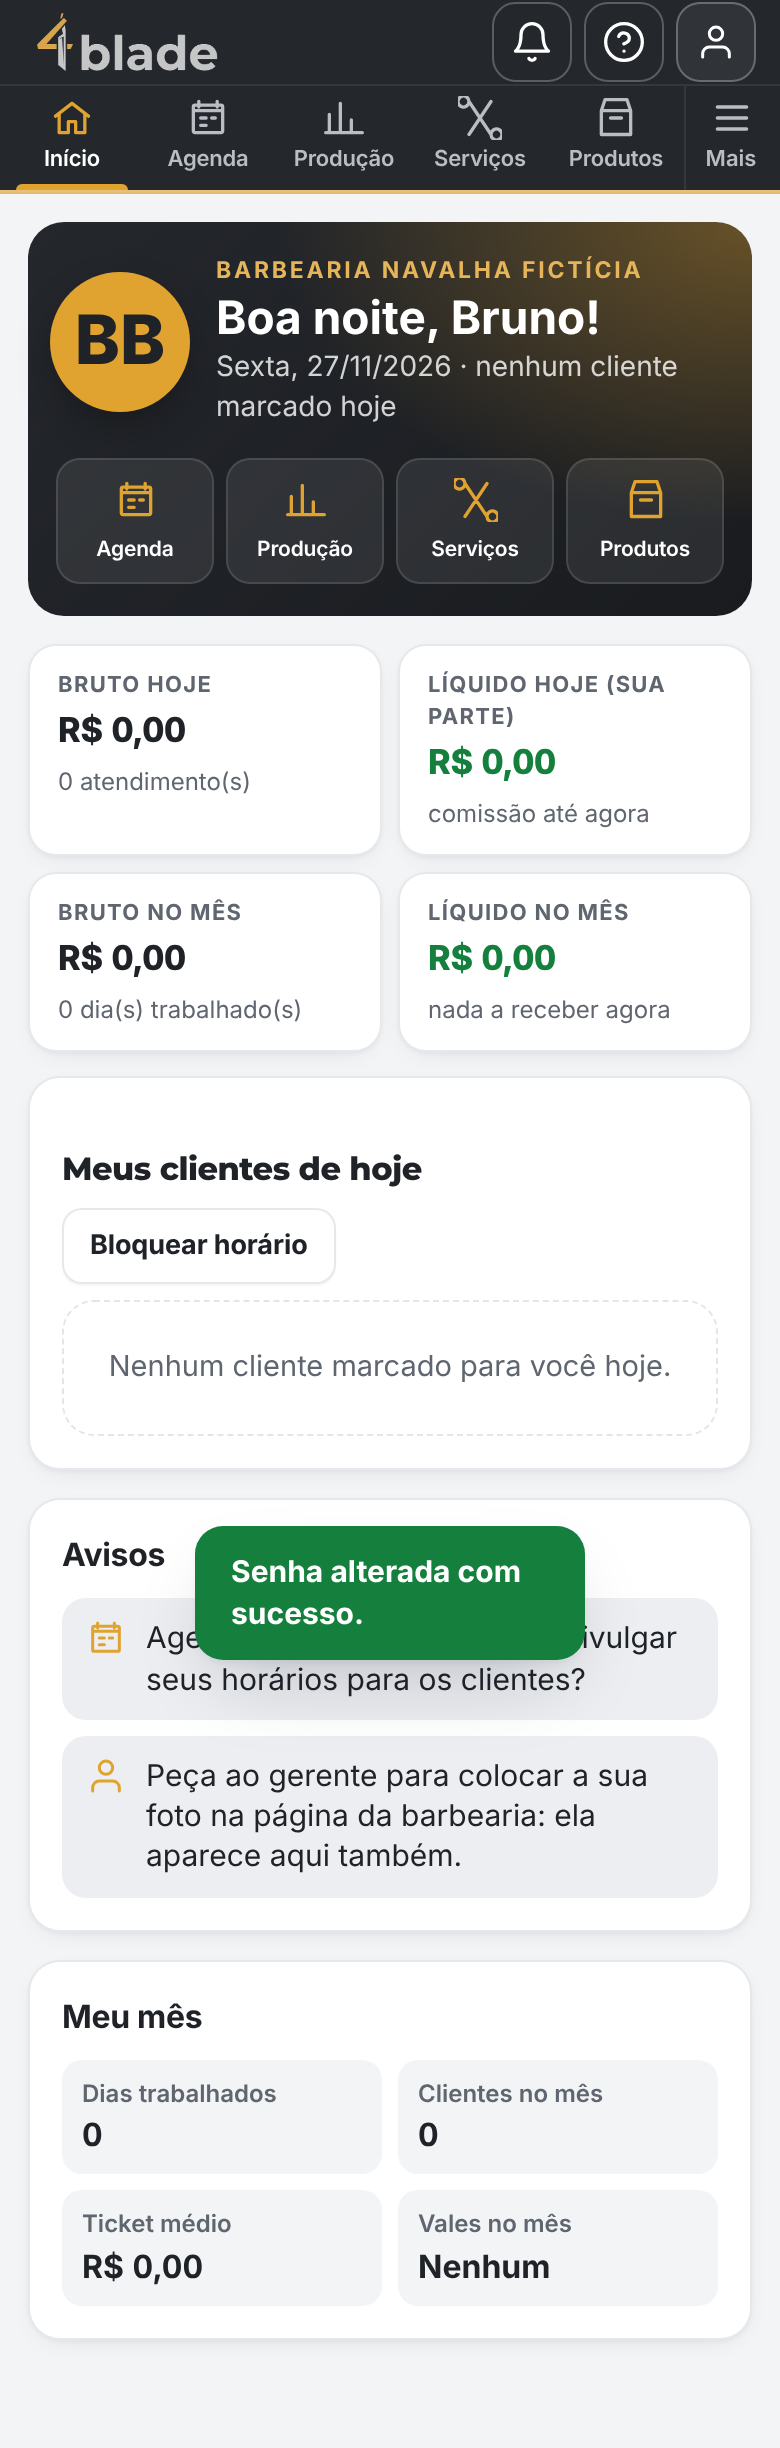 4blade
Início
Agenda
Produção
Serviços
Produtos
Mais
BARBEARIA NAVALHA FICTÍCIA
BB
Boa noite, Bruno!
Sexta, 27/11/2026 · nenhum cliente
marcado hoje
Agenda
Produção
Serviços
Produtos
BRUTO HOJE
R$ 0,00
0 atendimento(s)
LÍQUIDO HOJE (SUA
PARTE)
R$ 0,00
comissão até agora
BRUTO NO MÊS
R$ 0,00
0 dia(s) trabalhado(s)
LÍQUIDO NO MÊS
R$ 0,00
nada a receber agora
Meus clientes de hoje
Bloquear horário
Nenhum cliente marcado para você hoje.
Avisos
Senha alterada com
sucesso.
seus horários para os clientes?
Peça ao gerente para colocar a sua
foto na página da barbearia: ela
aparece aqui também.
Meu mês
Dias trabalhados
0
Clientes no mês
0
Ticket médio
R$ 0,00
Vales no mês
Nenhum